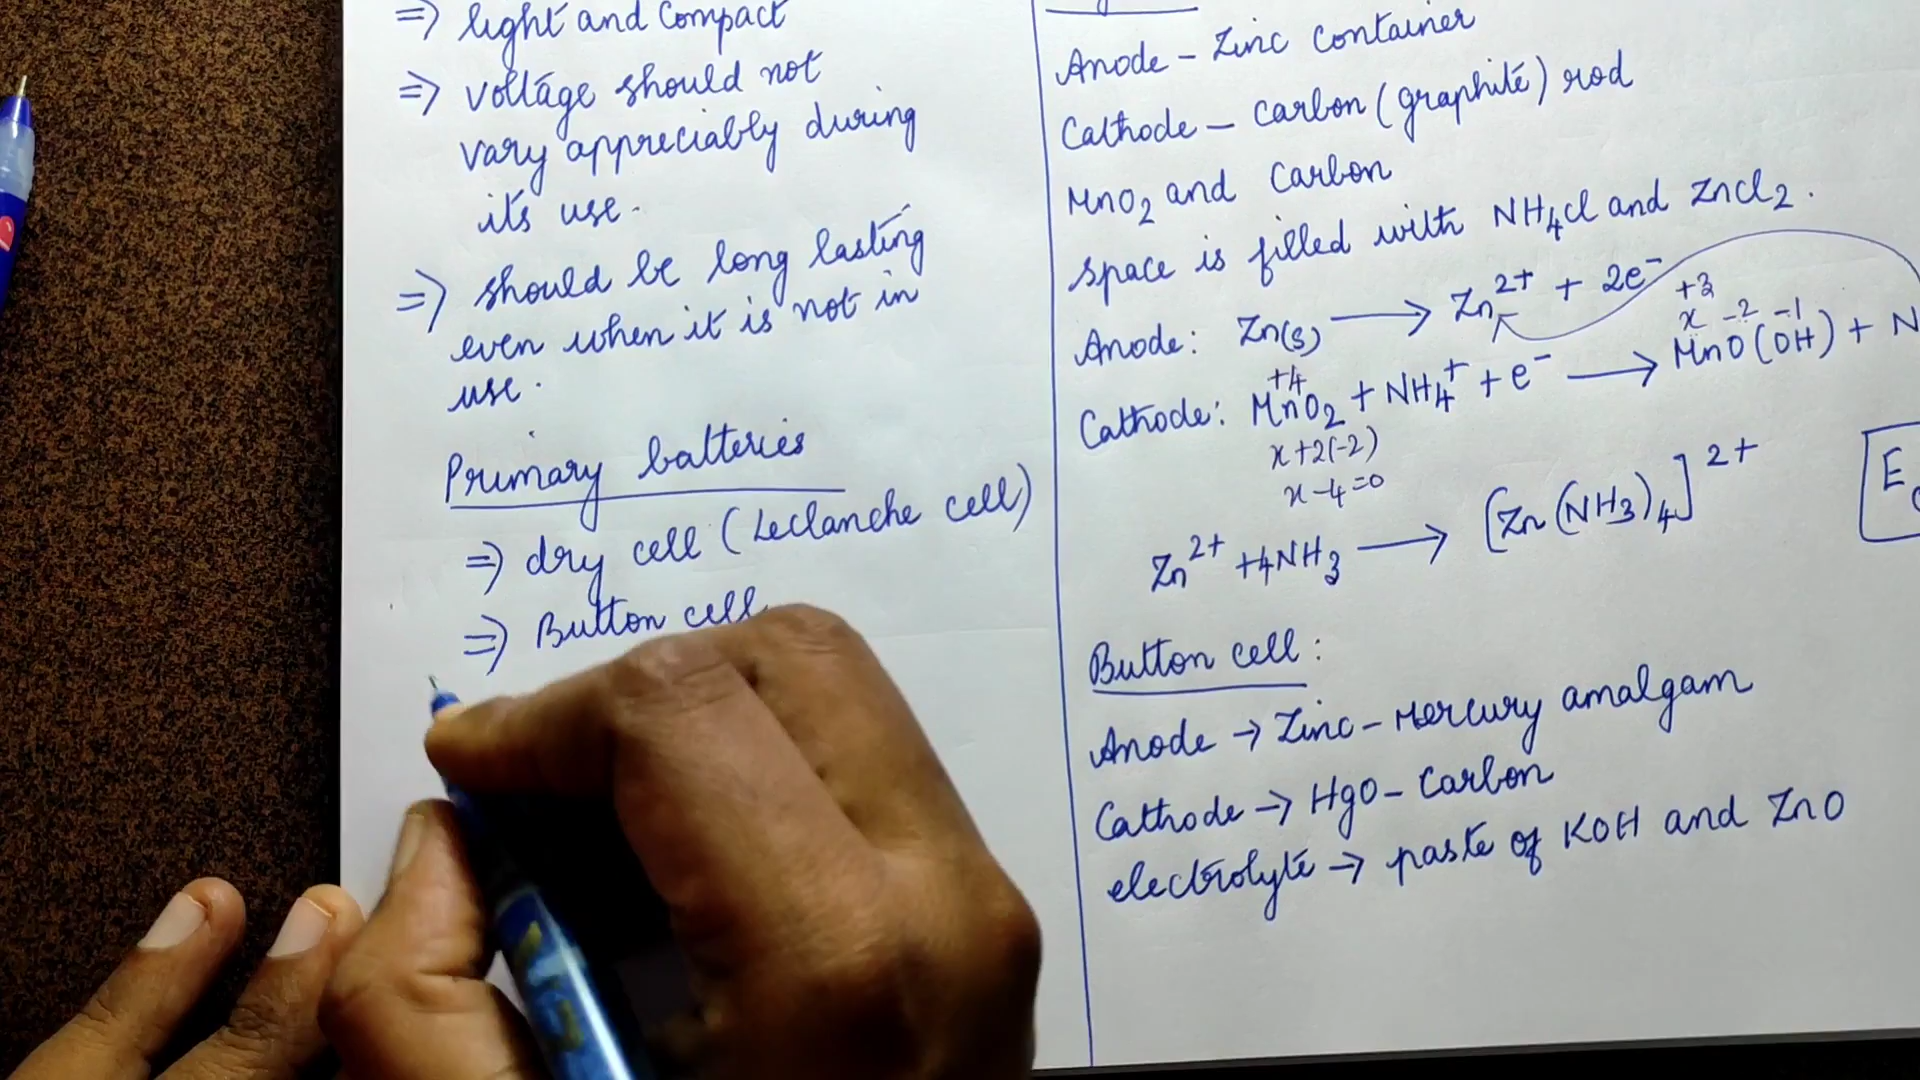 => light and compact
=> voltage should not
vary appreciably during
its use.
=> should be long lasting
even when it is not in
use.
Primary batteries
=> dry cell (Leclanche cell)
=> Button cell
Anode - Zinc container
Cathode - carbon (graphite) rod
MnO2 and Carbon
space is filled with NH4Cl and ZnCl2.
Anode: Zn(s) ⟶ Zn²⁺ + 2e⁻
+3
x -2 -1
Cathode: MnO2 + NH4⁺ + e⁻ ⟶ MnO(OH) + N
+4
x+2(-2)
x-4=0
Zn²⁺ +4NH3 ⟶ [Zn(NH3)4]²⁺
E
Button cell:
Anode → Zinc-Mercury amalgam
Cathode → HgO - Carbon
electrolyte → paste of KOH and ZnO